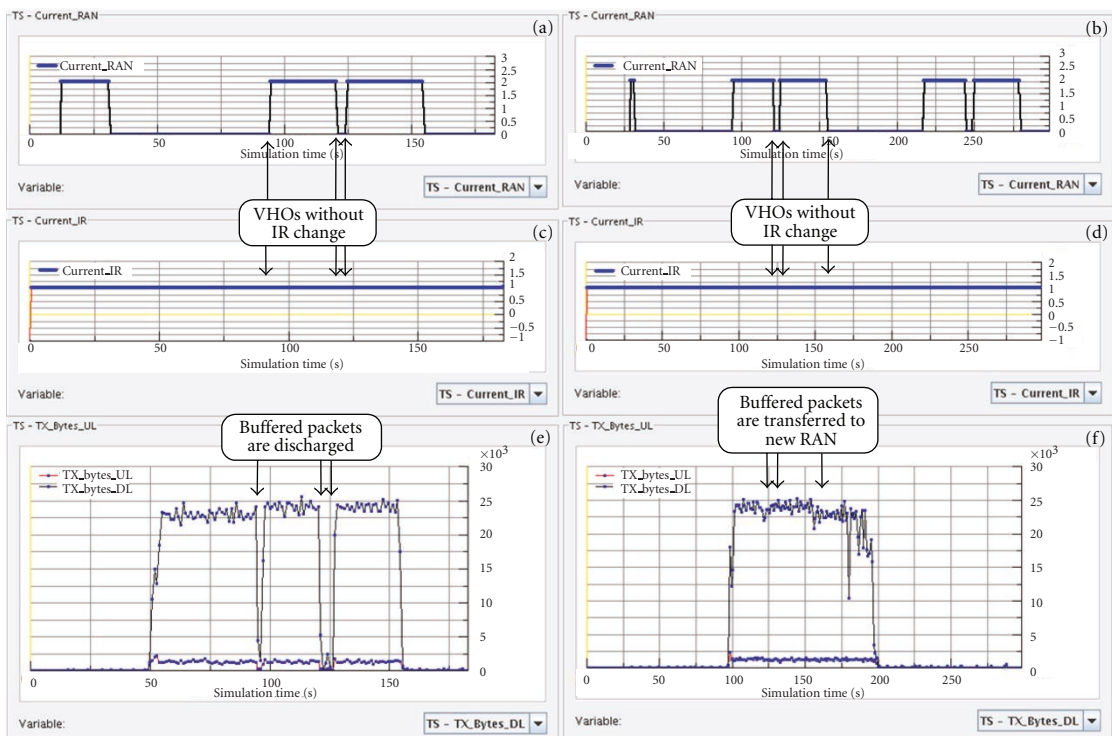 TS - Current_RAN
(a)
Current_RAN
3
2.5
2
1.5
1
0.5
0
0
50
100
150
Simulation time (s)
Variable:
TS - Current_RAN
TS - Current_RAN
(b)
Current_RAN
3
2.5
2
1.5
1
0.5
0
0
50
100
150
200
250
Simulation time (s)
Variable:
TS - Current_RAN
VHOs without
IR change
VHOs without
IR change
TS - Current_IR
(c)
Current_IR
2
1.5
1
0.5
0
−0.5
−1
0
50
100
150
Simulation time (s)
Variable:
TS - Current_IR
TS - Current_IR
(d)
Current_IR
2
1.5
1
0.5
0
−0.5
−1
0
50
100
150
200
250
Simulation time (s)
Variable:
TS - Current_IR
Buffered packets
are discharged
Buffered packets
are transferred to
new RAN
TS - TX_Bytes_UL
(e)
×10³
TX_bytes_UL
TX_bytes_DL
30
25
20
15
10
5
0
0
50
100
150
Simulation time (s)
Variable:
TS - TX_Bytes_DL
TS - TX_Bytes_UL
(f)
×10³
TX_bytes_UL
TX_bytes_DL
30
25
20
15
10
5
0
0
50
100
150
200
250
Simulation time (s)
Variable:
TS - TX_Bytes_DL